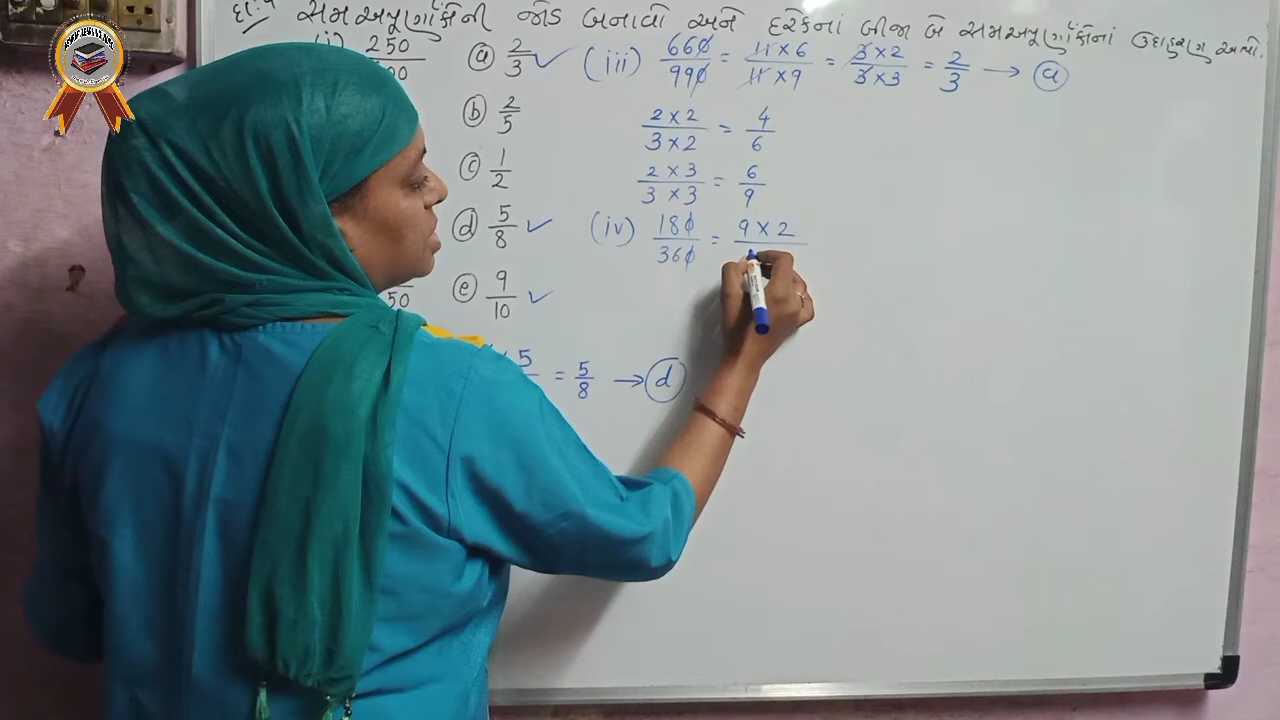 દા.૧ સમઅપૂર્ણાંકોની જોડ બનાવો અને દરેકનાં બીજા બે સમઅપૂર્ણાંકોનાં ઉદાહરણ આપો.
(i) 250
ⓐ 2/3 ✓
ⓑ 2/5
ⓒ 1/2
ⓓ 5/8 ✓
50
ⓔ 9/10 ✓
5 = 5/8 → ⓓ
(iii) 660/990 = 11×6/11×9 = 3×2/3×3 = 2/3 → ⓐ
2×2/3×2 = 4/6
2×3/3×3 = 6/9
(iv) 180/360 = 9×2